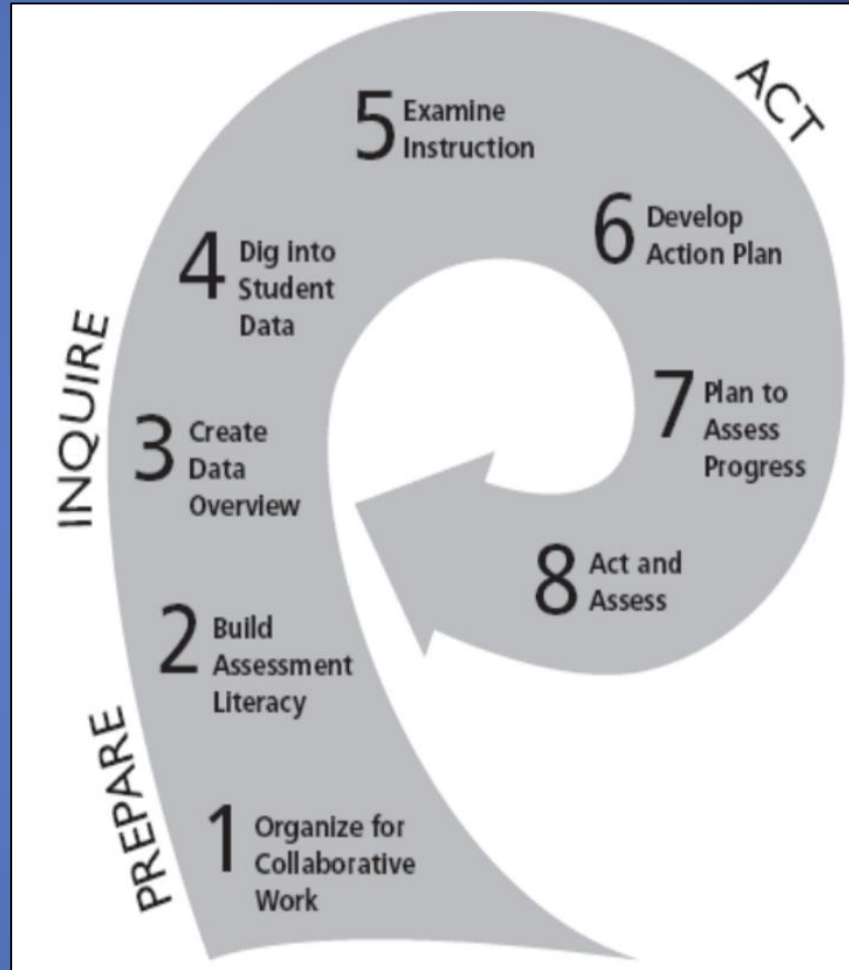 PREPARE
1 Organize for
Collaborative
Work
2 Build
Assessment
Literacy
INQUIRE
3 Create
Data
Overview
4 Dig into
Student
Data
5 Examine
Instruction
ACT
6 Develop
Action Plan
7 Plan to
Assess
Progress
8 Act and
Assess